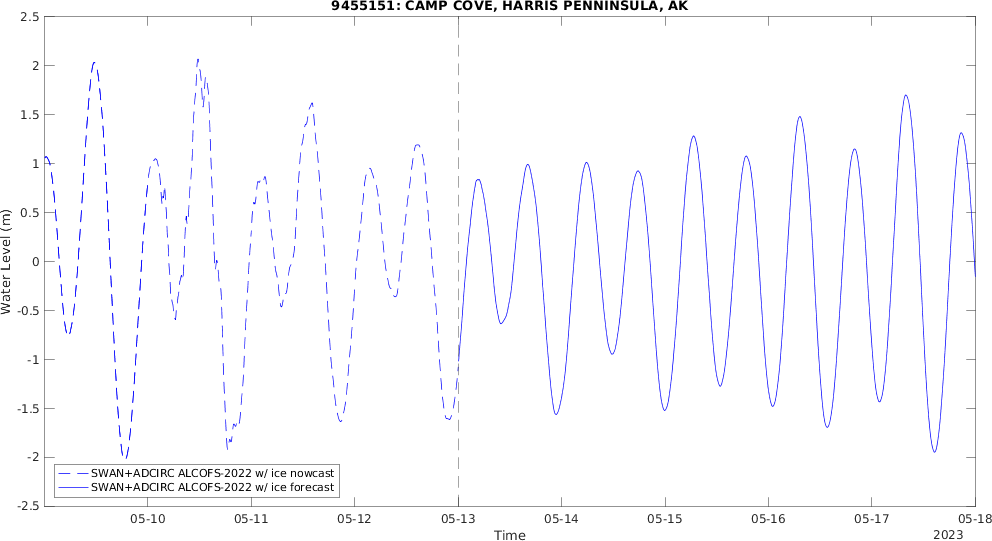 9455151: CAMP COVE, HARRIS PENNINSULA, AK
Water Level (m)
2.5
2
1.5
1
0.5
0
-0.5
-1
-1.5
-2
-2.5
SWAN+ADCIRC ALCOFS-2022 w/ ice nowcast
SWAN+ADCIRC ALCOFS-2022 w/ ice forecast
05-10 05-11 05-12 05-13 05-14 05-15 05-16 05-17 05-18
Time
2023